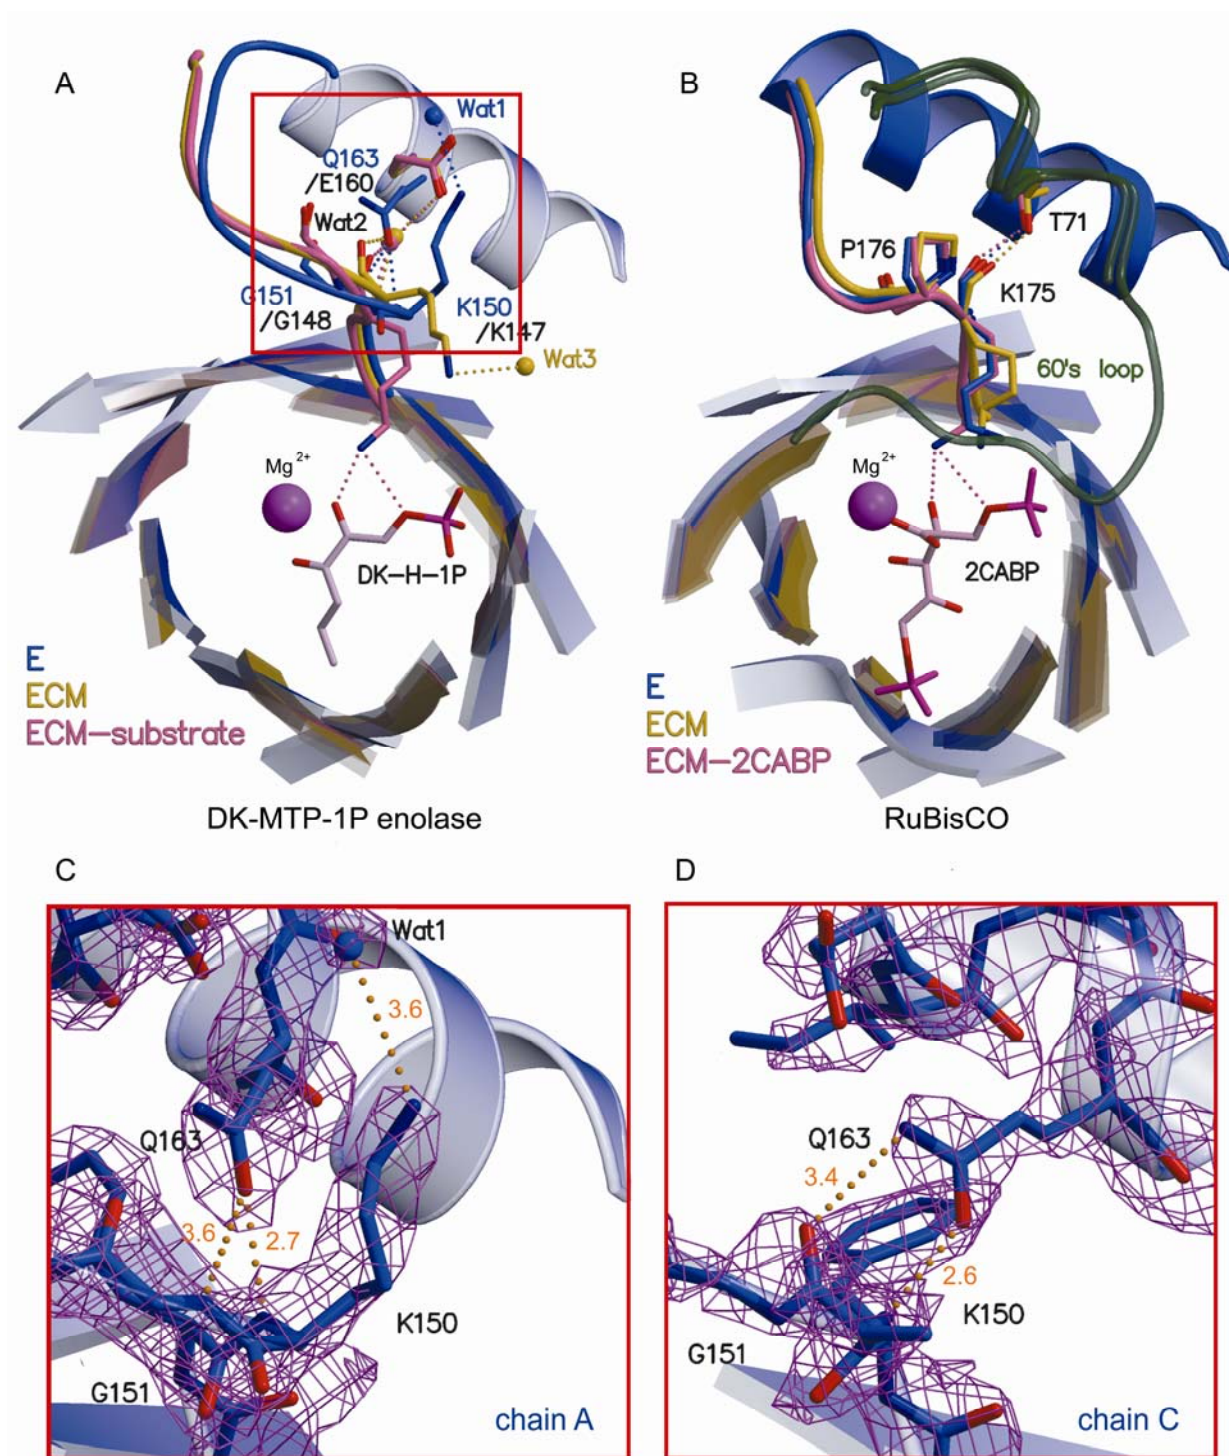 A
Wat1
Q163
/E160
Wat2
G151
/G148
K150
/K147
Wat3
Mg2+
DK-H-1P
E
ECM
ECM-substrate
DK-MTP-1P enolase
B
T71
P176
K175
60's loop
Mg2+
2CABP
E
ECM
ECM-2CABP
RuBisCO
C
Wat1
3.6
Q163
3.6
2.7
K150
G151
chain A
D
Q163
3.4
2.6
K150
G151
chain C